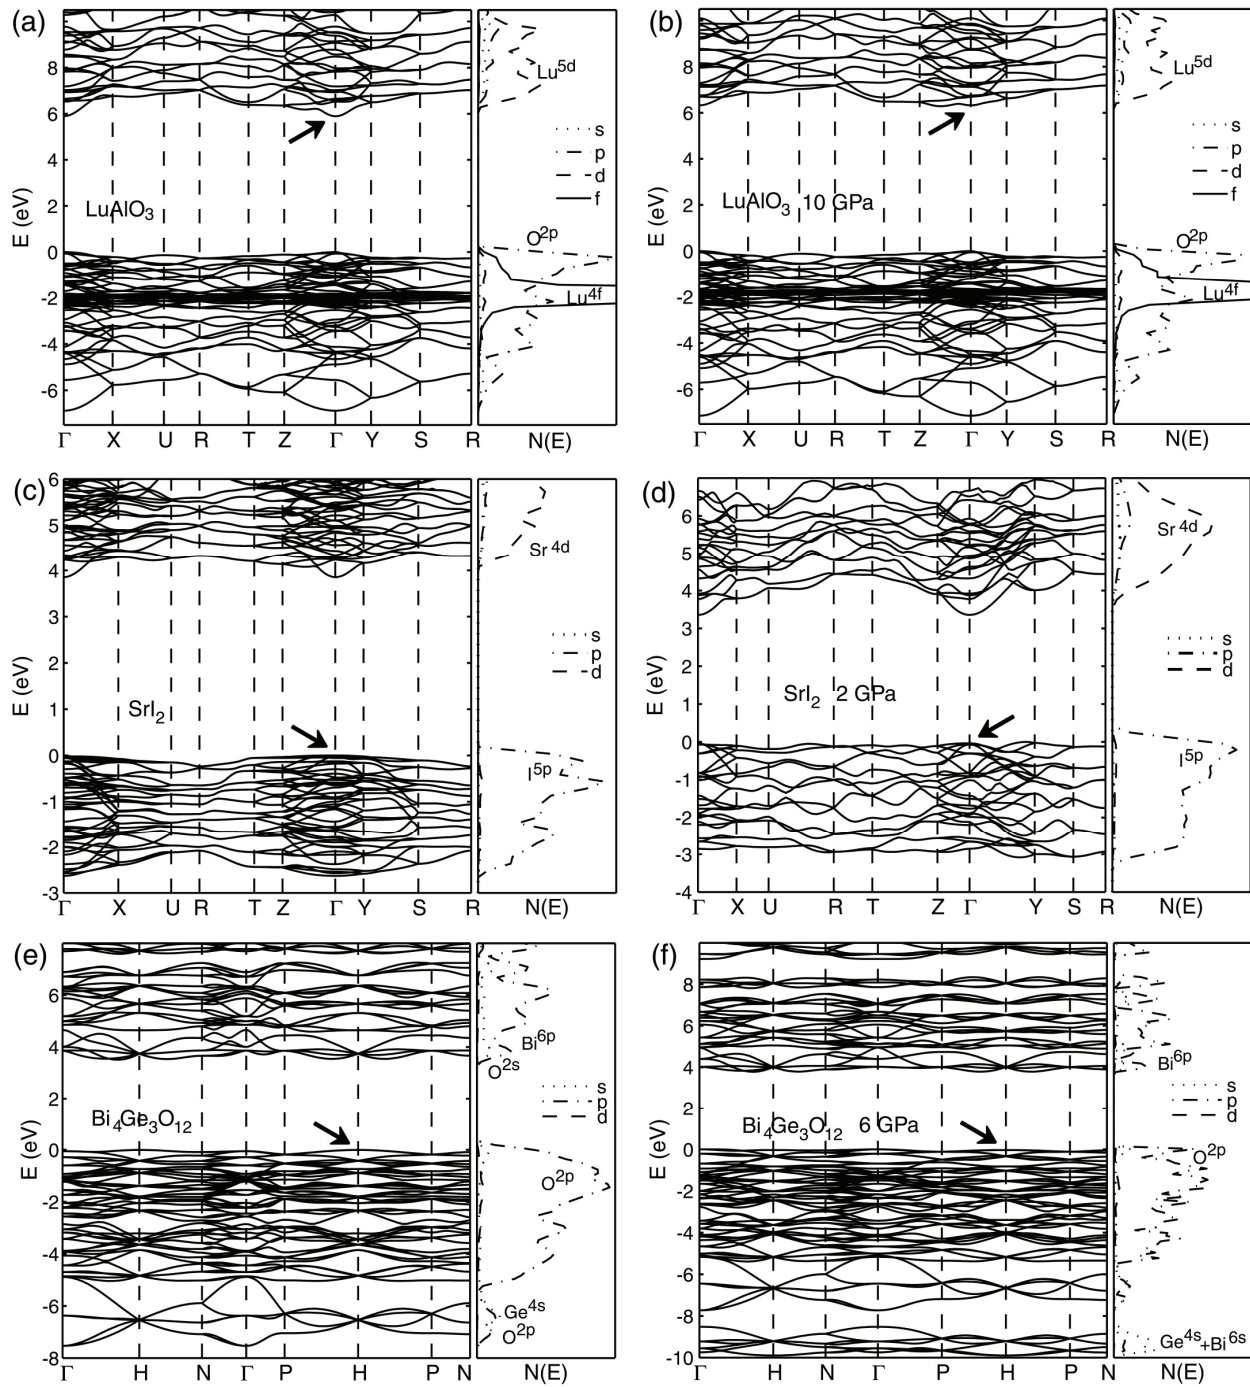 (a)
10
8
6
4
2
0
-2
-4
-6
E (eV)
LuAlO3
Lu5d
s
p
d
f
O2p
Lu4f
Γ X U R T Z Γ Y S R N(E)
(b)
8
6
4
2
0
-2
-4
-6
E (eV)
LuAlO3 10 GPa
Lu5d
s
p
d
f
O2p
Lu4f
Γ X U R T Z Γ Y S R N(E)
(c)
6
5
4
3
2
1
0
-1
-2
-3
E (eV)
SrI2
Sr4d
s
p
d
I5p
Γ X U R T Z Γ Y S R N(E)
(d)
6
5
4
3
2
1
0
-1
-2
-3
-4
E (eV)
SrI2 2 GPa
Sr4d
s
p
d
I5p
Γ X U R T Z Γ Y S R N(E)
(e)
6
4
2
0
-2
-4
-6
-8
E (eV)
Bi4Ge3O12
Bi6p
O2s
s
p
d
O2p
Ge4s
O2p
Γ H N Γ P H P N N(E)
(f)
8
6
4
2
0
-2
-4
-6
-8
-10
E (eV)
Bi4Ge3O12 6 GPa
Bi6p
s
p
d
O2p
Ge4s+Bi6s
Γ H N Γ P H P N N(E)